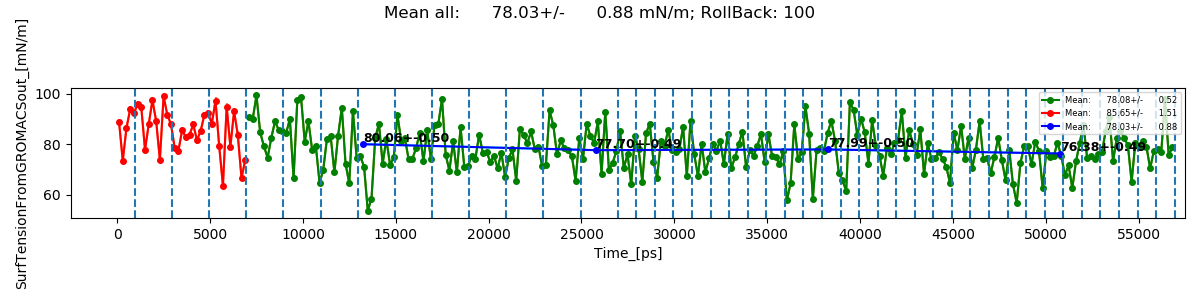 Mean all: 78.03+/- 0.88 mN/m; RollBack: 100
SurfTensionFromGROMACSout_[mN/m]
100
80
60
80.06+-0.50
77.70+-0.49
77.99+-0.50
76.38+-0.49
Mean: 78.08+/- 0.52
Mean: 85.65+/- 1.51
Mean: 78.03+/- 0.88
0 5000 10000 15000 20000 25000 30000 35000 40000 45000 50000 55000
Time_[ps]